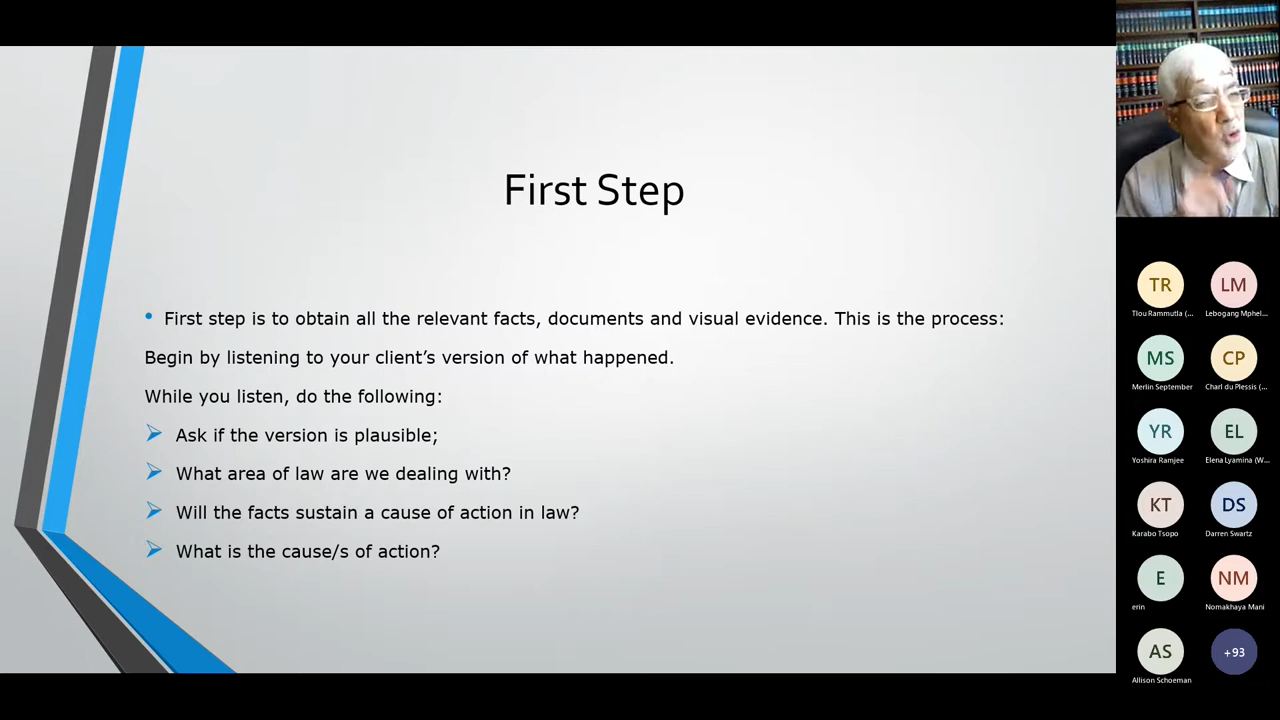 First Step
• First step is to obtain all the relevant facts, documents and visual evidence. This is the process:
Begin by listening to your client’s version of what happened.
While you listen, do the following:
➢ Ask if the version is plausible;
➢ What area of law are we dealing with?
➢ Will the facts sustain a cause of action in law?
➢ What is the cause/s of action?
TR LM
Tlou Rammutla (... Lebogang Mphel...
MS CP
Merlin September Charl du Plessis (...
YR EL
Yoshira Ramjee Elena Lyamina (W...
KT DS
Karabo Tsopo Darren Swartz
E NM
erin Nomakhaya Mani
AS +93
Allison Schoeman